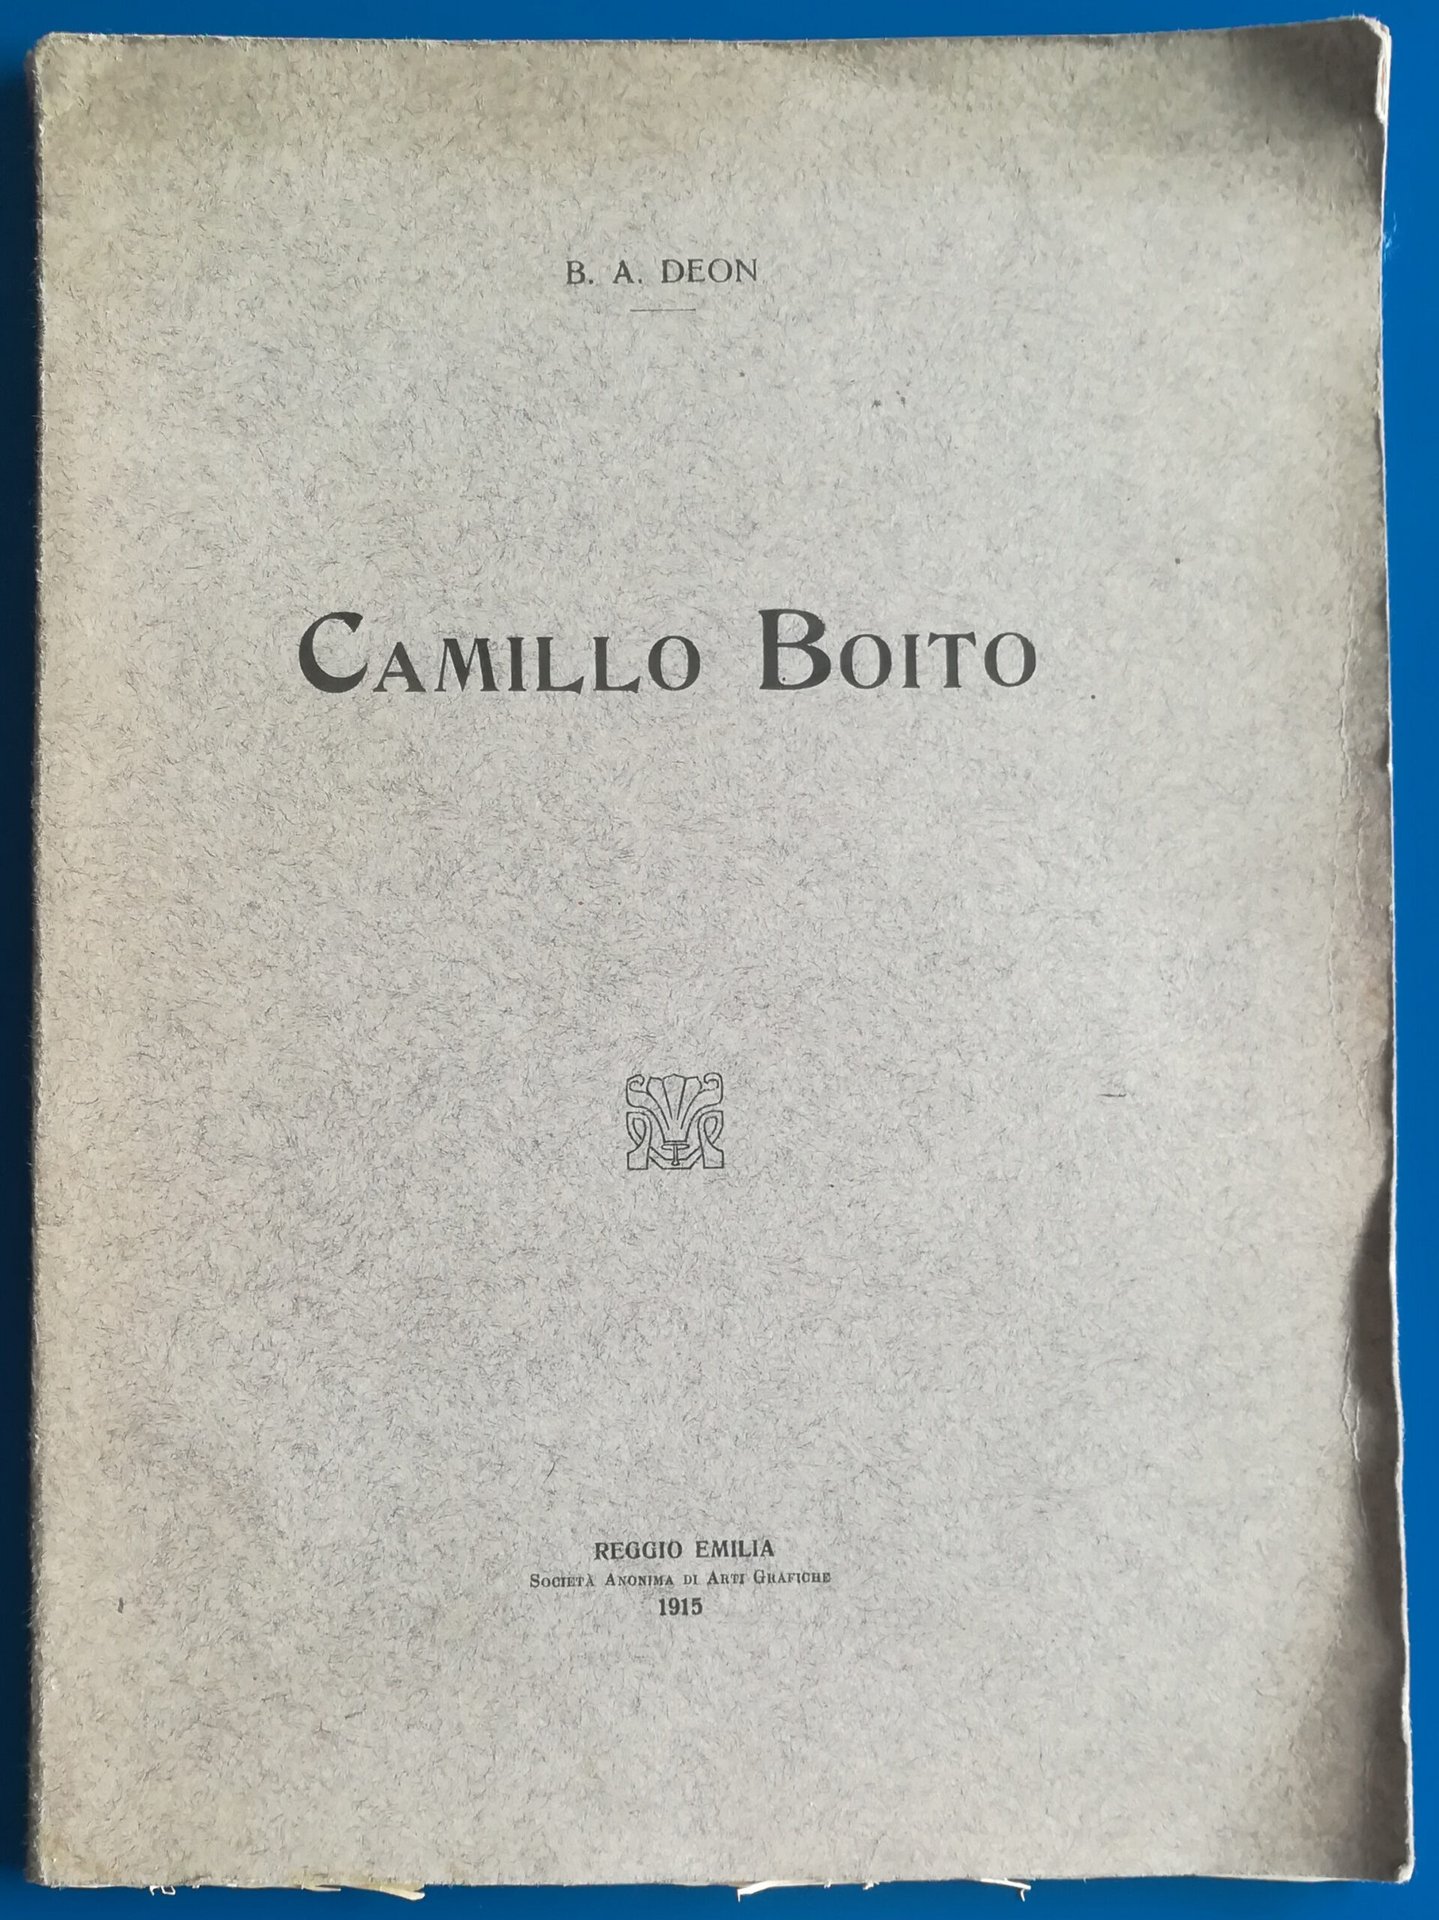 B. A. DEON
CAMILLO BOITO
REGGIO EMILIA
SOCIETÀ ANONIMA DI ARTI GRAFICHE
1915